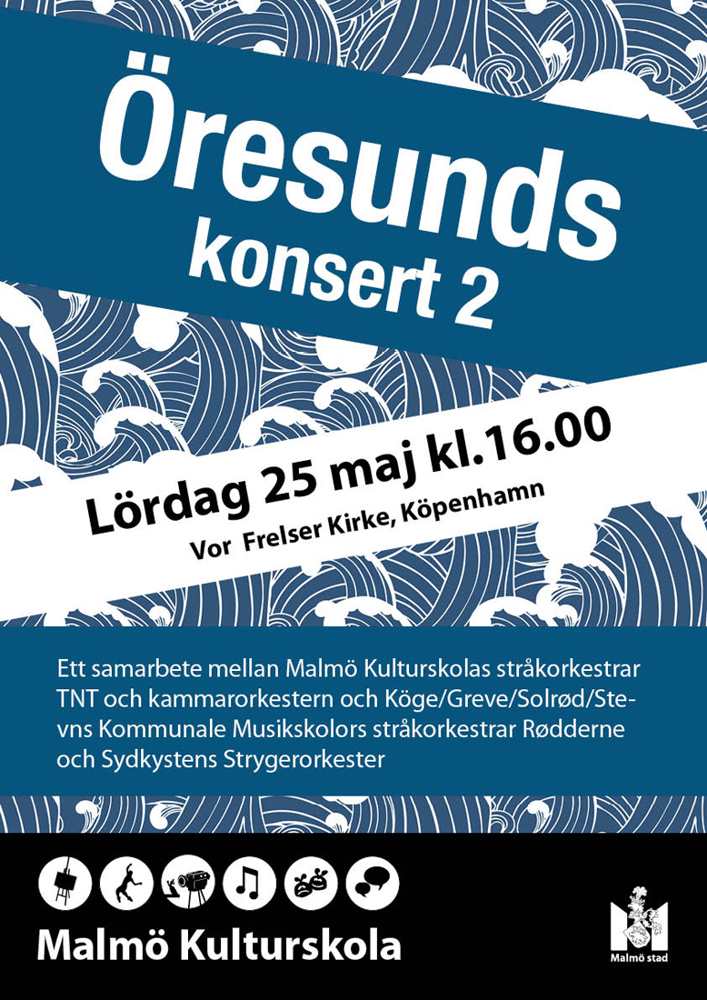 Öresunds
konsert 2
Lördag 25 maj kl.16.00
Vor Frelser Kirke, Köpenhamn
Ett samarbete mellan Malmö Kulturskolas stråkorkestrar
TNT och kammarorkestern och Köge/Greve/Solrød/Ste-
vns Kommunale Musikskolors stråkorkestrar Rødderne
och Sydkystens Strygerorkester
Malmö Kulturskola
Malmö stad